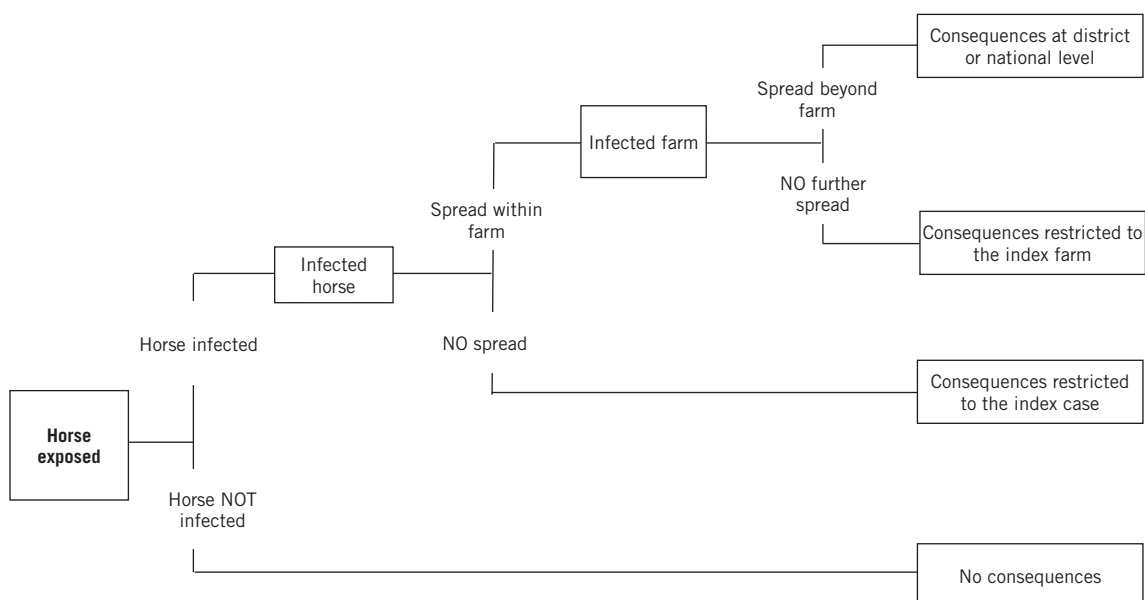 Consequences at district
or national level
Spread beyond
farm
Infected farm
NO further
spread
Spread within
farm
Consequences restricted to
the index farm
Infected
horse
Horse infected
NO spread
Consequences restricted
to the index case
Horse
exposed
Horse NOT
infected
No consequences